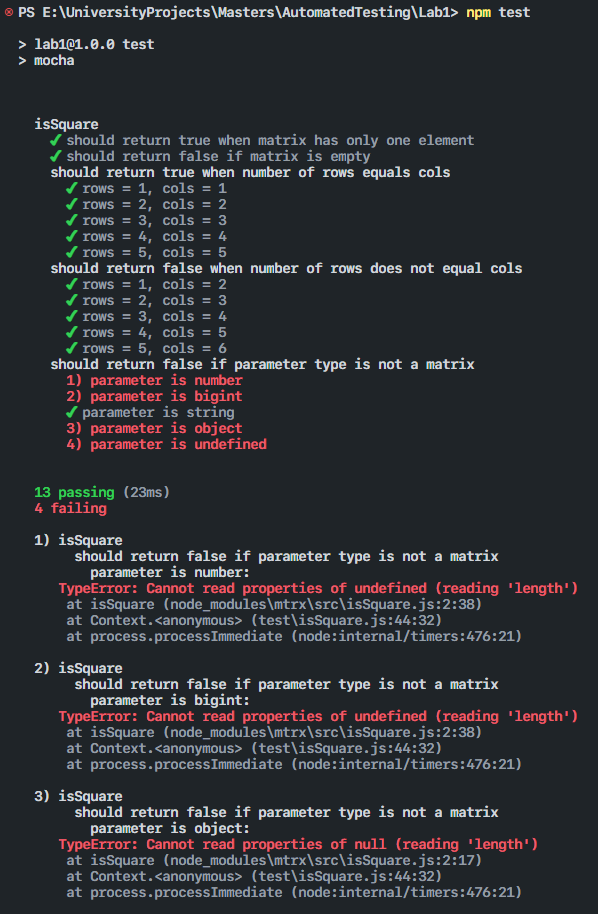 PS E:\UniversityProjects\Masters\AutomatedTesting\Lab1> npm test
> lab1@1.0.0 test
> mocha
isSquare
✔ should return true when matrix has only one element
✔ should return false if matrix is empty
should return true when number of rows equals cols
✔ rows = 1, cols = 1
✔ rows = 2, cols = 2
✔ rows = 3, cols = 3
✔ rows = 4, cols = 4
✔ rows = 5, cols = 5
should return false when number of rows does not equal cols
✔ rows = 1, cols = 2
✔ rows = 2, cols = 3
✔ rows = 3, cols = 4
✔ rows = 4, cols = 5
✔ rows = 5, cols = 6
should return false if parameter type is not a matrix
1) parameter is number
2) parameter is bigint
✔ parameter is string
3) parameter is object
4) parameter is undefined
13 passing (23ms)
4 failing
1) isSquare
should return false if parameter type is not a matrix
parameter is number:
TypeError: Cannot read properties of undefined (reading 'length')
at isSquare (node_modules\mtrx\src\isSquare.js:2:38)
at Context.<anonymous> (test\isSquare.js:44:32)
at process.processImmediate (node:internal/timers:476:21)
2) isSquare
should return false if parameter type is not a matrix
parameter is bigint:
TypeError: Cannot read properties of undefined (reading 'length')
at isSquare (node_modules\mtrx\src\isSquare.js:2:38)
at Context.<anonymous> (test\isSquare.js:44:32)
at process.processImmediate (node:internal/timers:476:21)
3) isSquare
should return false if parameter type is not a matrix
parameter is object:
TypeError: Cannot read properties of null (reading 'length')
at isSquare (node_modules\mtrx\src\isSquare.js:2:17)
at Context.<anonymous> (test\isSquare.js:44:32)
at process.processImmediate (node:internal/timers:476:21)